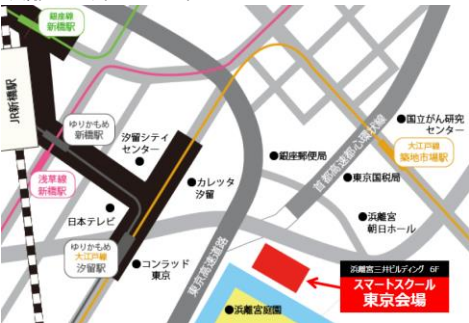 銀座線
新橋駅
JR新橋駅
ゆりかもめ
新橋駅
汐留シティ
センター
浅草線
新橋駅
カレッタ
汐留
日本テレビ
ゆりかもめ
大江戸線
汐留駅
コンラッド
東京
東京高速道路
首都高速都心環状線
国立がん研究
センター
大江戸線
築地市場駅
銀座郵便局
東京国税局
浜離宮
朝日ホール
浜離宮三井ビルディング 6F
スマートスクール
東京会場
浜離宮庭園